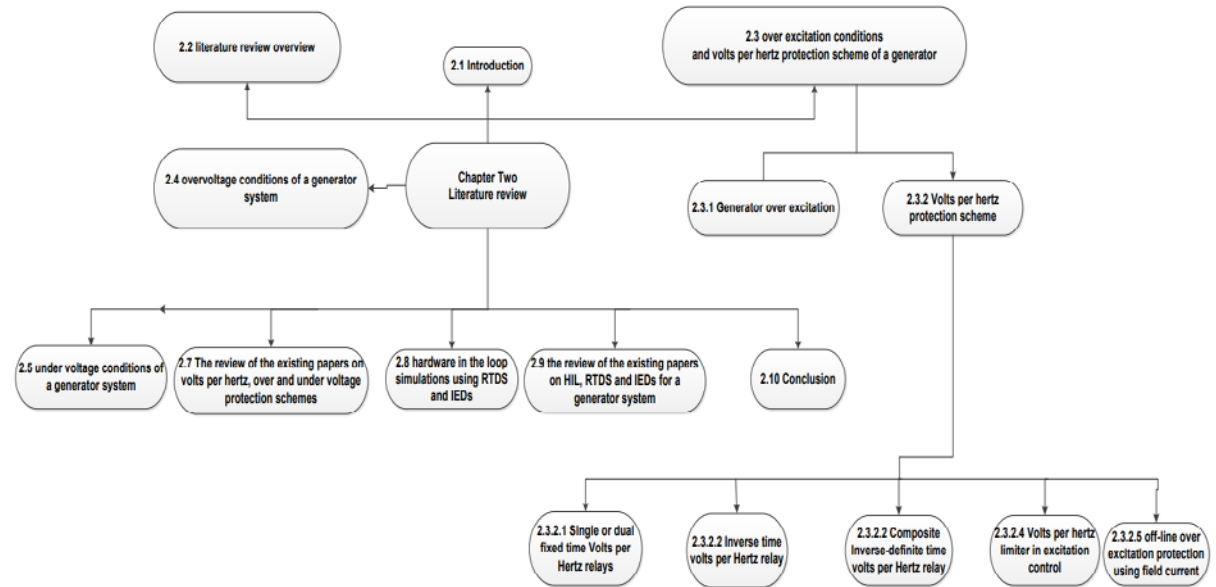 2.2 literature review overview
2.1 Introduction
2.3 over excitation conditions
and volts per hertz protection scheme of a generator
2.4 overvoltage conditions of a generator
system
Chapter Two
Literature review
2.3.1 Generator over excitation
2.3.2 Volts per hertz
protection scheme
2.5 under voltage conditions of
a generator system
2.7 The review of the existing papers on
volts per hertz, over and under voltage
protection schemes
2.8 hardware in the loop
simulations using RTDS
and IEDs
2.9 the review of the existing papers
on HIL, RTDS and IEDs for a
generator system
2.10 Conclusion
2.3.2.1 Single or dual
fixed time Volts per
Hertz relays
2.3.2.2 Inverse time
volts per Hertz relay
2.3.2.2 Composite
Inverse-definite time
volts per Hertz relay
2.3.2.4 Volts per hertz
limiter in excitation
control
2.3.2.5 off-line over
excitation protection
using field current